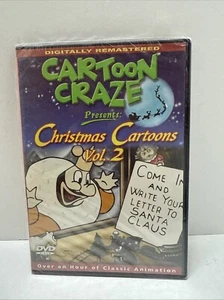 DIGITALLY REMASTERED
CARTOON
CRAZE
Presents:
Christmas Cartoons
Vol. 2
COME IN
AND
WRITE YOUR
LETTER TO
SANTA
CLAUS
DVD
Over an Hour of Classic Animation